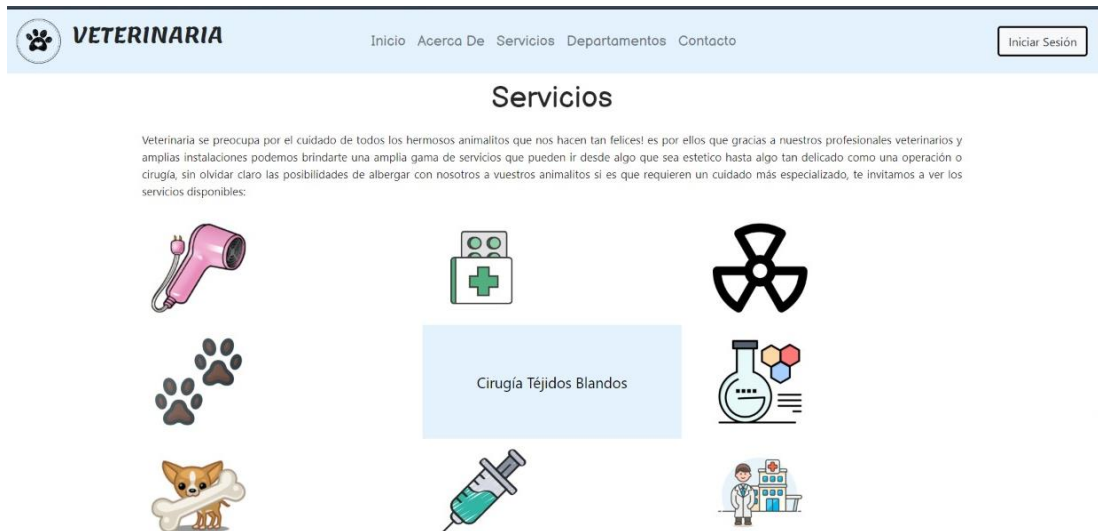 VETERINARIA
Inicio Acerca De Servicios Departamentos Contacto
Iniciar Sesión
Servicios
Veterinaria se preocupa por el cuidado de todos los hermosos animalitos que nos hacen tan felices! es por ellos que gracias a nuestros profesionales veterinarios y
amplias instalaciones podemos brindarte una amplia gama de servicios que pueden ir desde algo que sea estetico hasta algo tan delicado como una operación o
cirugía, sin olvidar claro las posibilidades de albergar con nosotros a vuestros animalitos si es que requieren un cuidado más especializado, te invitamos a ver los
servicios disponibles:
Cirugía Téjidos Blandos